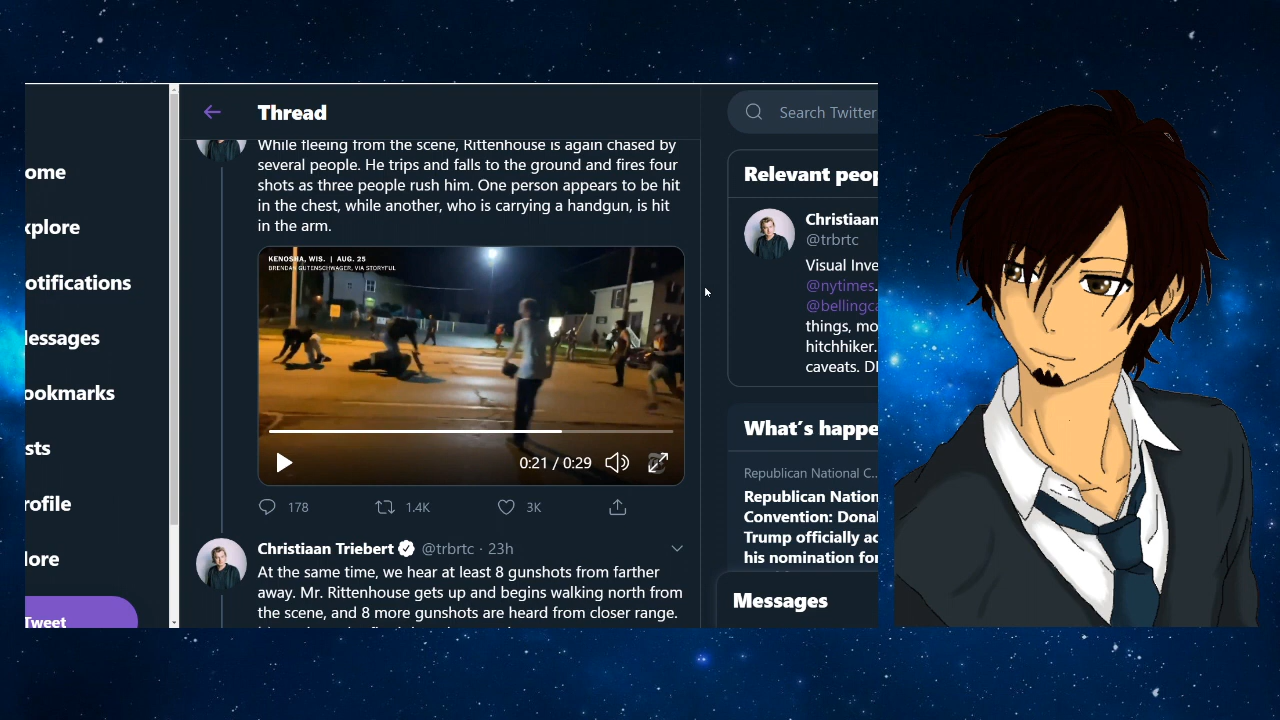 Thread
Search Twitter
ome
xplore
otifications
essages
ookmarks
sts
rofile
ore
Tweet
While fleeing from the scene, Rittenhouse is again chased by
several people. He trips and falls to the ground and fires four
shots as three people rush him. One person appears to be hit
in the chest, while another, who is carrying a handgun, is hit
in the arm.
KENOSHA, WIS. | AUG. 25
BRENDAN GUTENSCHWAGER, VIA STORYFUL
0:21 / 0:29
178
1.4K
3K
Christiaan Triebert @trbrtc · 23h
At the same time, we hear at least 8 gunshots from farther
away. Mr. Rittenhouse gets up and begins walking north from
the scene, and 8 more gunshots are heard from closer range.
Relevant peop
Christiaan
@trbrtc
Visual Inve
@nytimes.
@bellingca
things, mo
hitchhiker.
caveats. D
What's happe
Republican National C...
Republican Nation
Convention: Donal
Trump officially ac
his nomination for
Messages